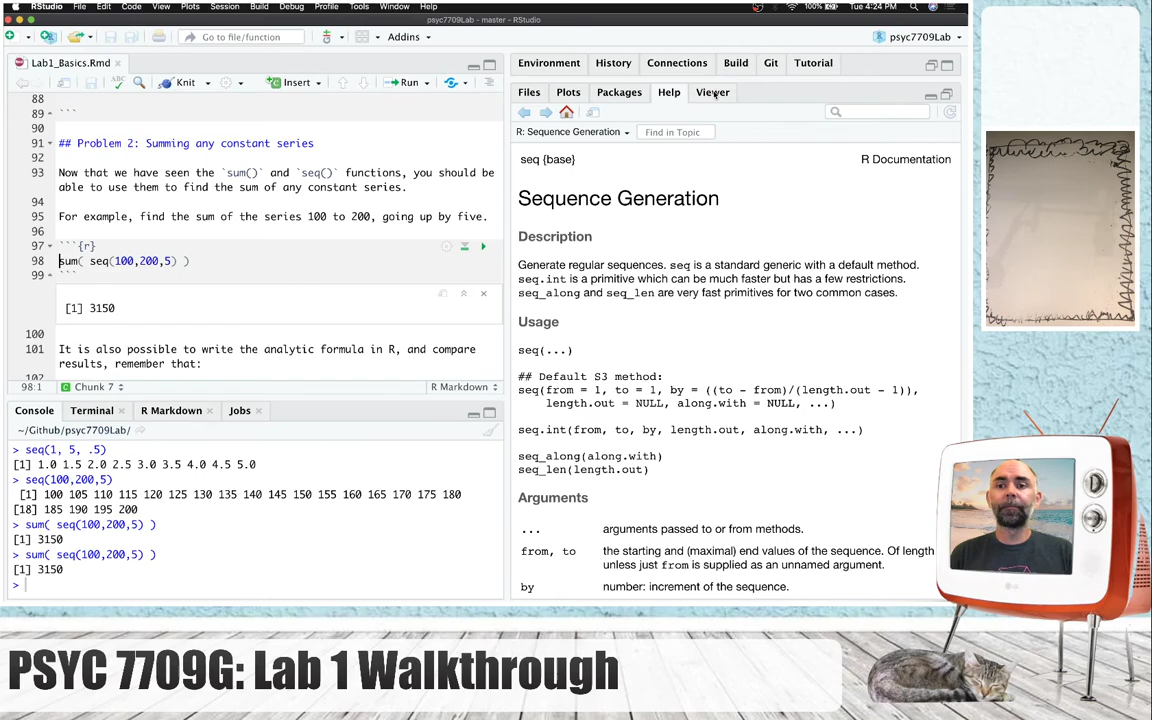 RStudio File Edit Code View Plots Session Build Debug Profile Tools Window Help 100% Tue 4:24 PM
psyc7709Lab - master - RStudio
Go to file/function Addins psyc7709Lab
Lab1_Basics.Rmd
Knit Insert Run
88
89 ```
90
91 ## Problem 2: Summing any constant series
92
93 Now that we have seen the `sum()` and `seq()` functions, you should
be able to use them to find the sum of any constant series.
94
95 For example, find the sum of the series 100 to 200, going up by five.
96
97 ```{r}
98 sum( seq(100,200,5) )
99 ```
[1] 3150
100
101 It is also possible to write the analytic formula in R, and compare
results, remember that:
102
98:1 Chunk 7 R Markdown
Console Terminal R Markdown Jobs
~/Github/psyc7709Lab/
> seq(1, 5, .5)
[1] 1.0 1.5 2.0 2.5 3.0 3.5 4.0 4.5 5.0
> seq(100,200,5)
[1] 100 105 110 115 120 125 130 135 140 145 150 155 160 165 170 175 180
[18] 185 190 195 200
> sum( seq(100,200,5) )
[1] 3150
> sum( seq(100,200,5) )
[1] 3150
>
Environment History Connections Build Git Tutorial
Files Plots Packages Help Viewer
R: Sequence Generation Find in Topic
seq {base} R Documentation
Sequence Generation
Description
Generate regular sequences. seq is a standard generic with a default method.
seq.int is a primitive which can be much faster but has a few restrictions.
seq_along and seq_len are very fast primitives for two common cases.
Usage
seq(...)
## Default S3 method:
seq(from = 1, to = 1, by = ((to - from)/(length.out - 1)),
length.out = NULL, along.with = NULL, ...)
seq.int(from, to, by, length.out, along.with, ...)
seq_along(along.with)
seq_len(length.out)
Arguments
... arguments passed to or from methods.
from, to the starting and (maximal) end values of the sequence. Of length
unless just from is supplied as an unnamed argument.
by number: increment of the sequence.
PSYC 7709G: Lab 1 Walkthrough